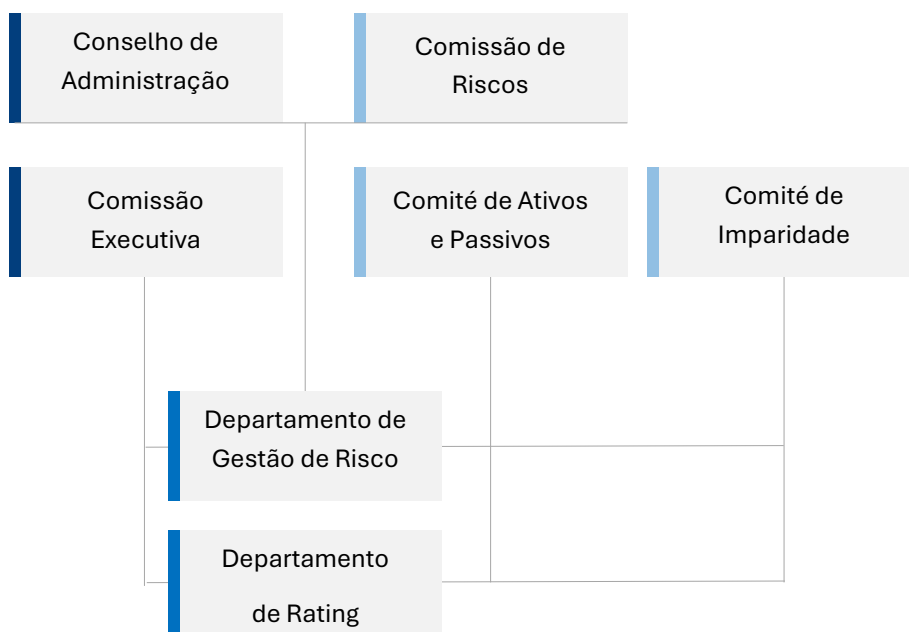 Conselho de
Administração
Comissão de
Riscos
Comissão
Executiva
Comité de Ativos
e Passivos
Comité de
Imparidade
Departamento de
Gestão de Risco
Departamento
de Rating